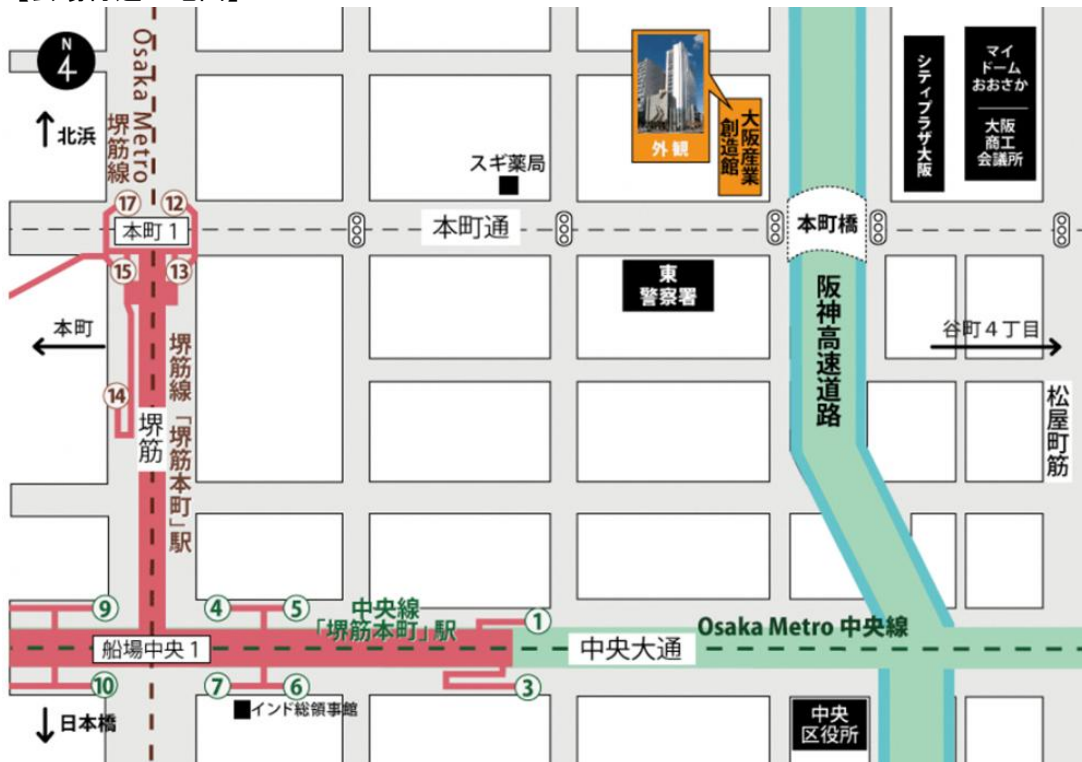 N
Osaka Metro
堺筋線
北浜
スギ薬局
外観
大阪産業
創造館
シティプラザ大阪
マイ
ドーム
おおさか
大阪
商工
会議所
17
12
本町1
15
13
本町通
本町橋
東
警察署
本町
14
堺筋
堺筋線「堺筋本町」駅
阪神高速道路
谷町4丁目
松屋町筋
9
4
5
中央線
「堺筋本町」駅
1
Osaka Metro 中央線
船場中央1
中央大通
10
7
6
3
インド総領事館
日本橋
中央
区役所